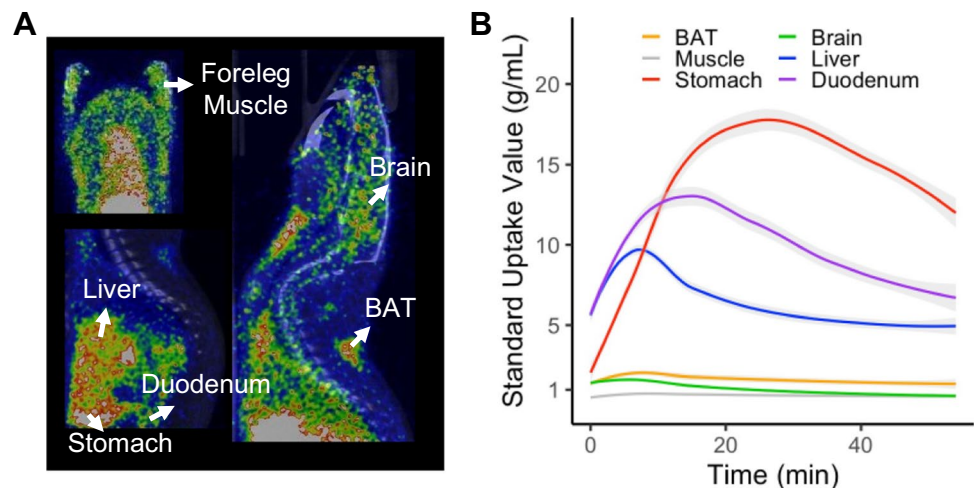 A
Foreleg
Muscle
Brain
Liver
BAT
Duodenum
Stomach
B
BAT
Muscle
Stomach
Brain
Liver
Duodenum
Standard Uptake Value (g/mL)
20
15
10
5
1
0
20
40
Time (min)